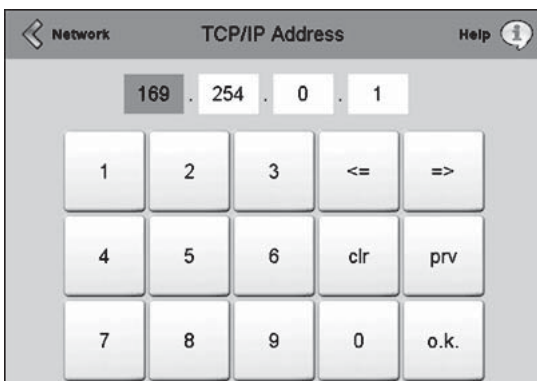 Network TCP/IP Address Help
169 . 254 . 0 . 1
1 2 3 <= =>
4 5 6 clr prv
7 8 9 0 o.k.